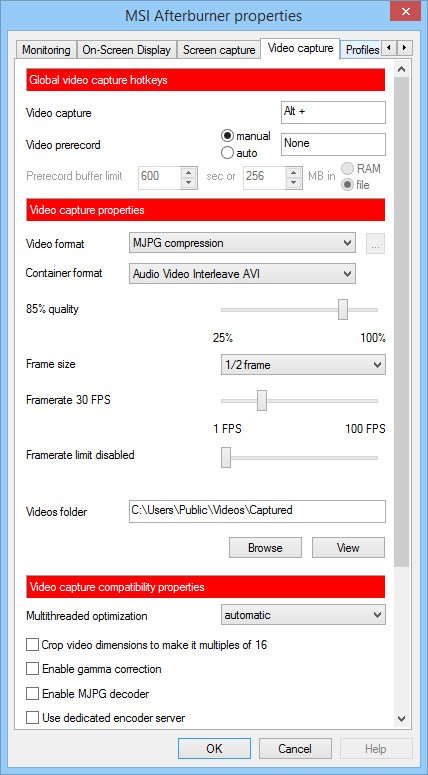 MSI Afterburner properties
Monitoring On-Screen Display Screen capture Video capture Profiles
Global video capture hotkeys
Video capture Alt +
Video prerecord manual None
auto
Prerecord buffer limit 600 sec or 256 MB in RAM
file
Video capture properties
Video format MJPG compression ...
Container format Audio Video Interleave AVI
85% quality
25% 100%
Frame size 1/2 frame
Framerate 30 FPS
1 FPS 100 FPS
Framerate limit disabled
Videos folder C:\Users\Public\Videos\Captured
Browse View
Video capture compatibility properties
Multithreaded optimization automatic
Crop video dimensions to make it multiples of 16
Enable gamma correction
Enable MJPG decoder
Use dedicated encoder server
OK Cancel Help